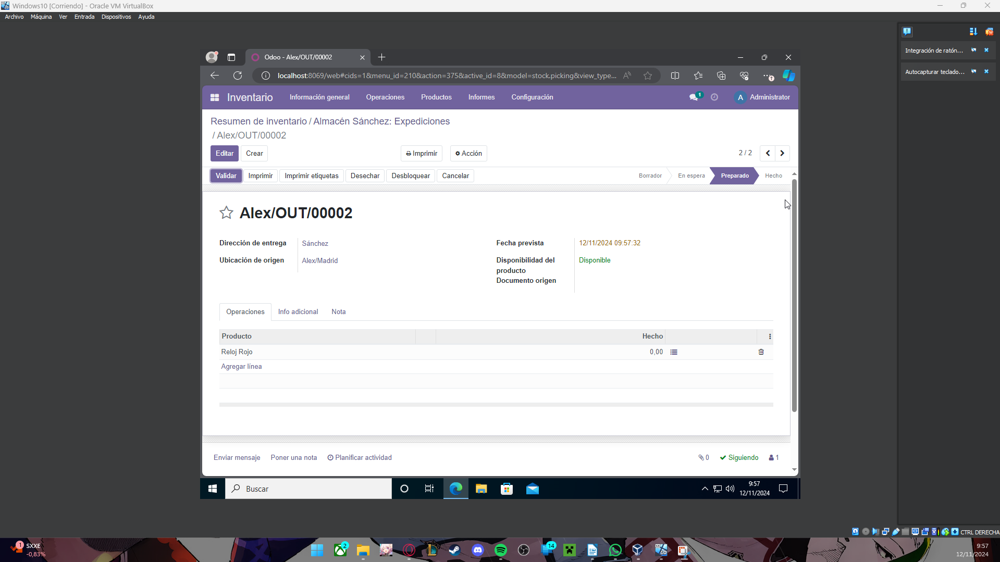 Windows10 [Corriendo] - Oracle VM VirtualBox
Archivo Máquina Ver Entrada Dispositivos Ayuda
Integración de ratón...
Autocapturar teclado...
Odoo - Alex/OUT/00002
localhost:8069/web#cids=1&menu_id=210&action=375&active_id=8&model=stock.picking&view_type...
Inventario Información general Operaciones Productos Informes Configuración 1 A Administrator
Resumen de inventario / Almacén Sánchez: Expediciones
/ Alex/OUT/00002
Editar Crear Imprimir Acción 2 / 2
Validar Imprimir Imprimir etiquetas Desechar Desbloquear Cancelar Borrador En espera Preparado Hecho
Alex/OUT/00002
Dirección de entrega Sánchez
Ubicación de origen Alex/Madrid
Fecha prevista 12/11/2024 09:57:32
Disponibilidad del producto Disponible
Documento origen
Operaciones Info adicional Nota
Producto Hecho
Reloj Rojo 0,00
Agregar línea
Enviar mensaje Poner una nota Planificar actividad 0 Siguiendo 1
Buscar
9:57
12/11/2024
CTRL DERECHA
1 SXXE
-0,83%
2
14
9:57
12/11/2024